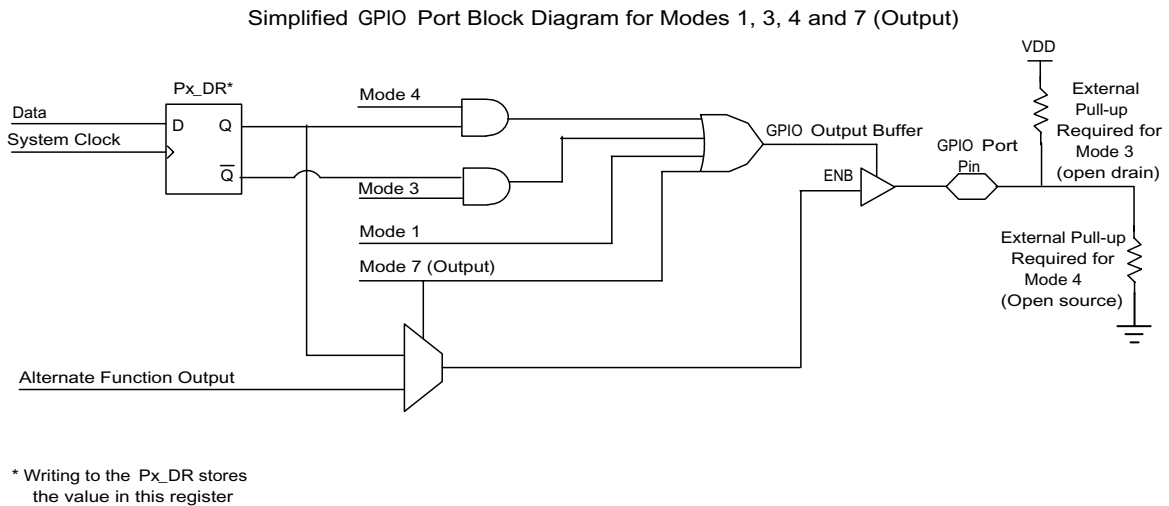 Simplified GPIO Port Block Diagram for Modes 1, 3, 4 and 7 (Output)
VDD
Px_DR*
Mode 4
External
Pull-up
Required for
Mode 3
(open drain)
Data
D
Q
System Clock
GPIO Output Buffer
GPIO Port
Pin
Q
ENB
Mode 3
Mode 1
External Pull-up
Required for
Mode 4
(Open source)
Mode 7 (Output)
Alternate Function Output
* Writing to the Px_DR stores
the value in this register